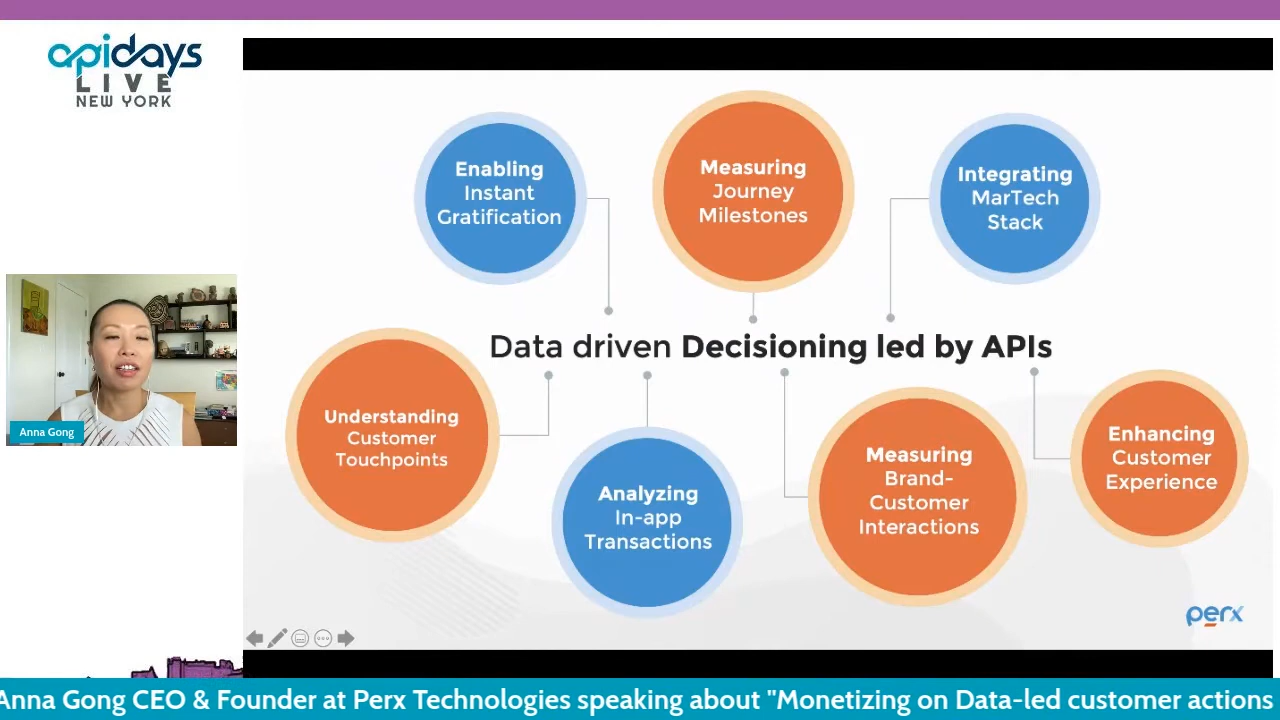 apidays
LIVE
NEW YORK
Enabling
Instant
Gratification
Measuring
Journey
Milestones
Integrating
MarTech
Stack
Data driven Decisioning led by APIs
Understanding
Customer
Touchpoints
Analyzing
In-app
Transactions
Measuring
Brand-
Customer
Interactions
Enhancing
Customer
Experience
Anna Gong
perx
Anna Gong CEO & Founder at Perx Technologies speaking about "Monetizing on Data-led customer actions